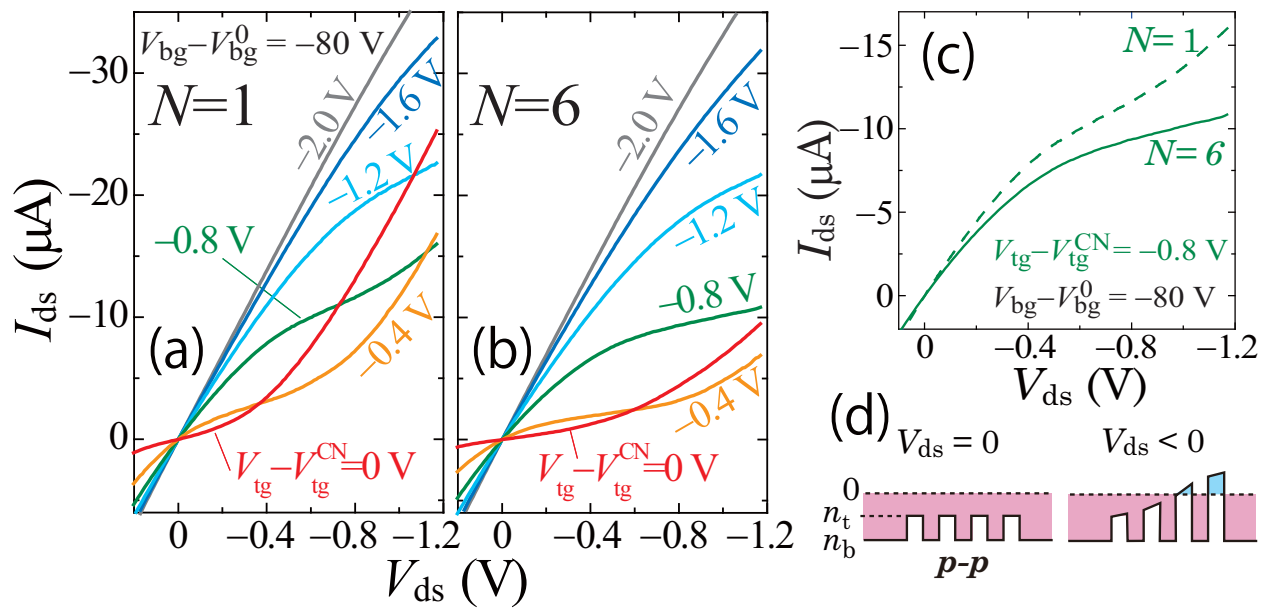 V_bg–V_bg^0 = –80 V
N=1
–2.0 V
–1.6 V
–1.2 V
–0.8 V
–0.4 V
(a)
V_tg–V_tg^CN=0 V
–30
–20
–10
0
I_ds (μA)
0 –0.4 –0.8 –1.2
N=6
–2.0 V
–1.6 V
–1.2 V
–0.8 V
–0.4 V
(b)
V_tg–V_tg^CN=0 V
0 –0.4 –0.8 –1.2
V_ds (V)
(c)
N=1
N=6
V_tg–V_tg^CN= –0.8 V
V_bg–V_bg^0 = –80 V
–15
–10
–5
0
I_ds (μA)
0 –0.4 –0.8 –1.2
V_ds (V)
(d)
V_ds = 0
V_ds < 0
0
n_t
n_b
p-p